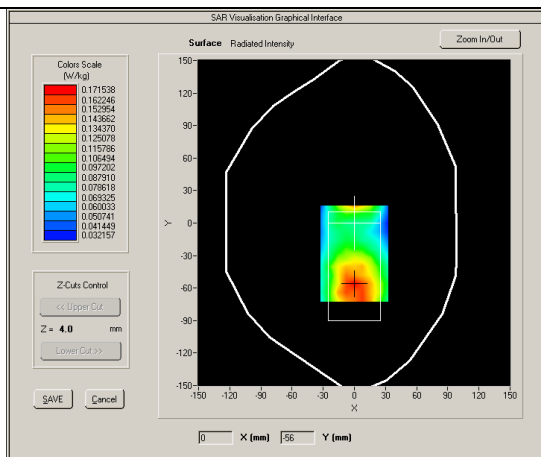 SAR Visualisation Graphical Interface
Surface Radiated Intensity
Zoom In/Out
Colors Scale
(W/kg)
0.171538
0.162246
0.152954
0.143662
0.134370
0.125078
0.115786
0.106494
0.097202
0.087910
0.078618
0.069325
0.060033
0.050741
0.041449
0.032157
Z-Cuts Control
<< Upper Cut
Z = 4.0 mm
Lower Cut >>
SAVE Cancel
150-
120-
90-
60-
30-
Y 0-
-30-
-60-
-90-
-120-
-150-
-150 -120 -90 -60 -30 0 30 60 90 120 150
X
0 X (mm) -56 Y (mm)